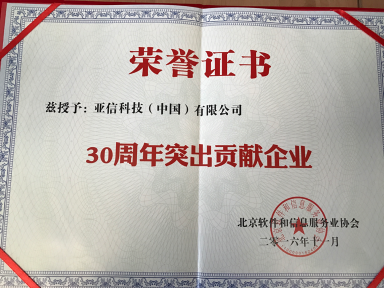 荣誉证书
兹授予：亚信科技（中国）有限公司
30周年突出贡献企业
北京软件和信息服务业协会
二〇一六年十一月